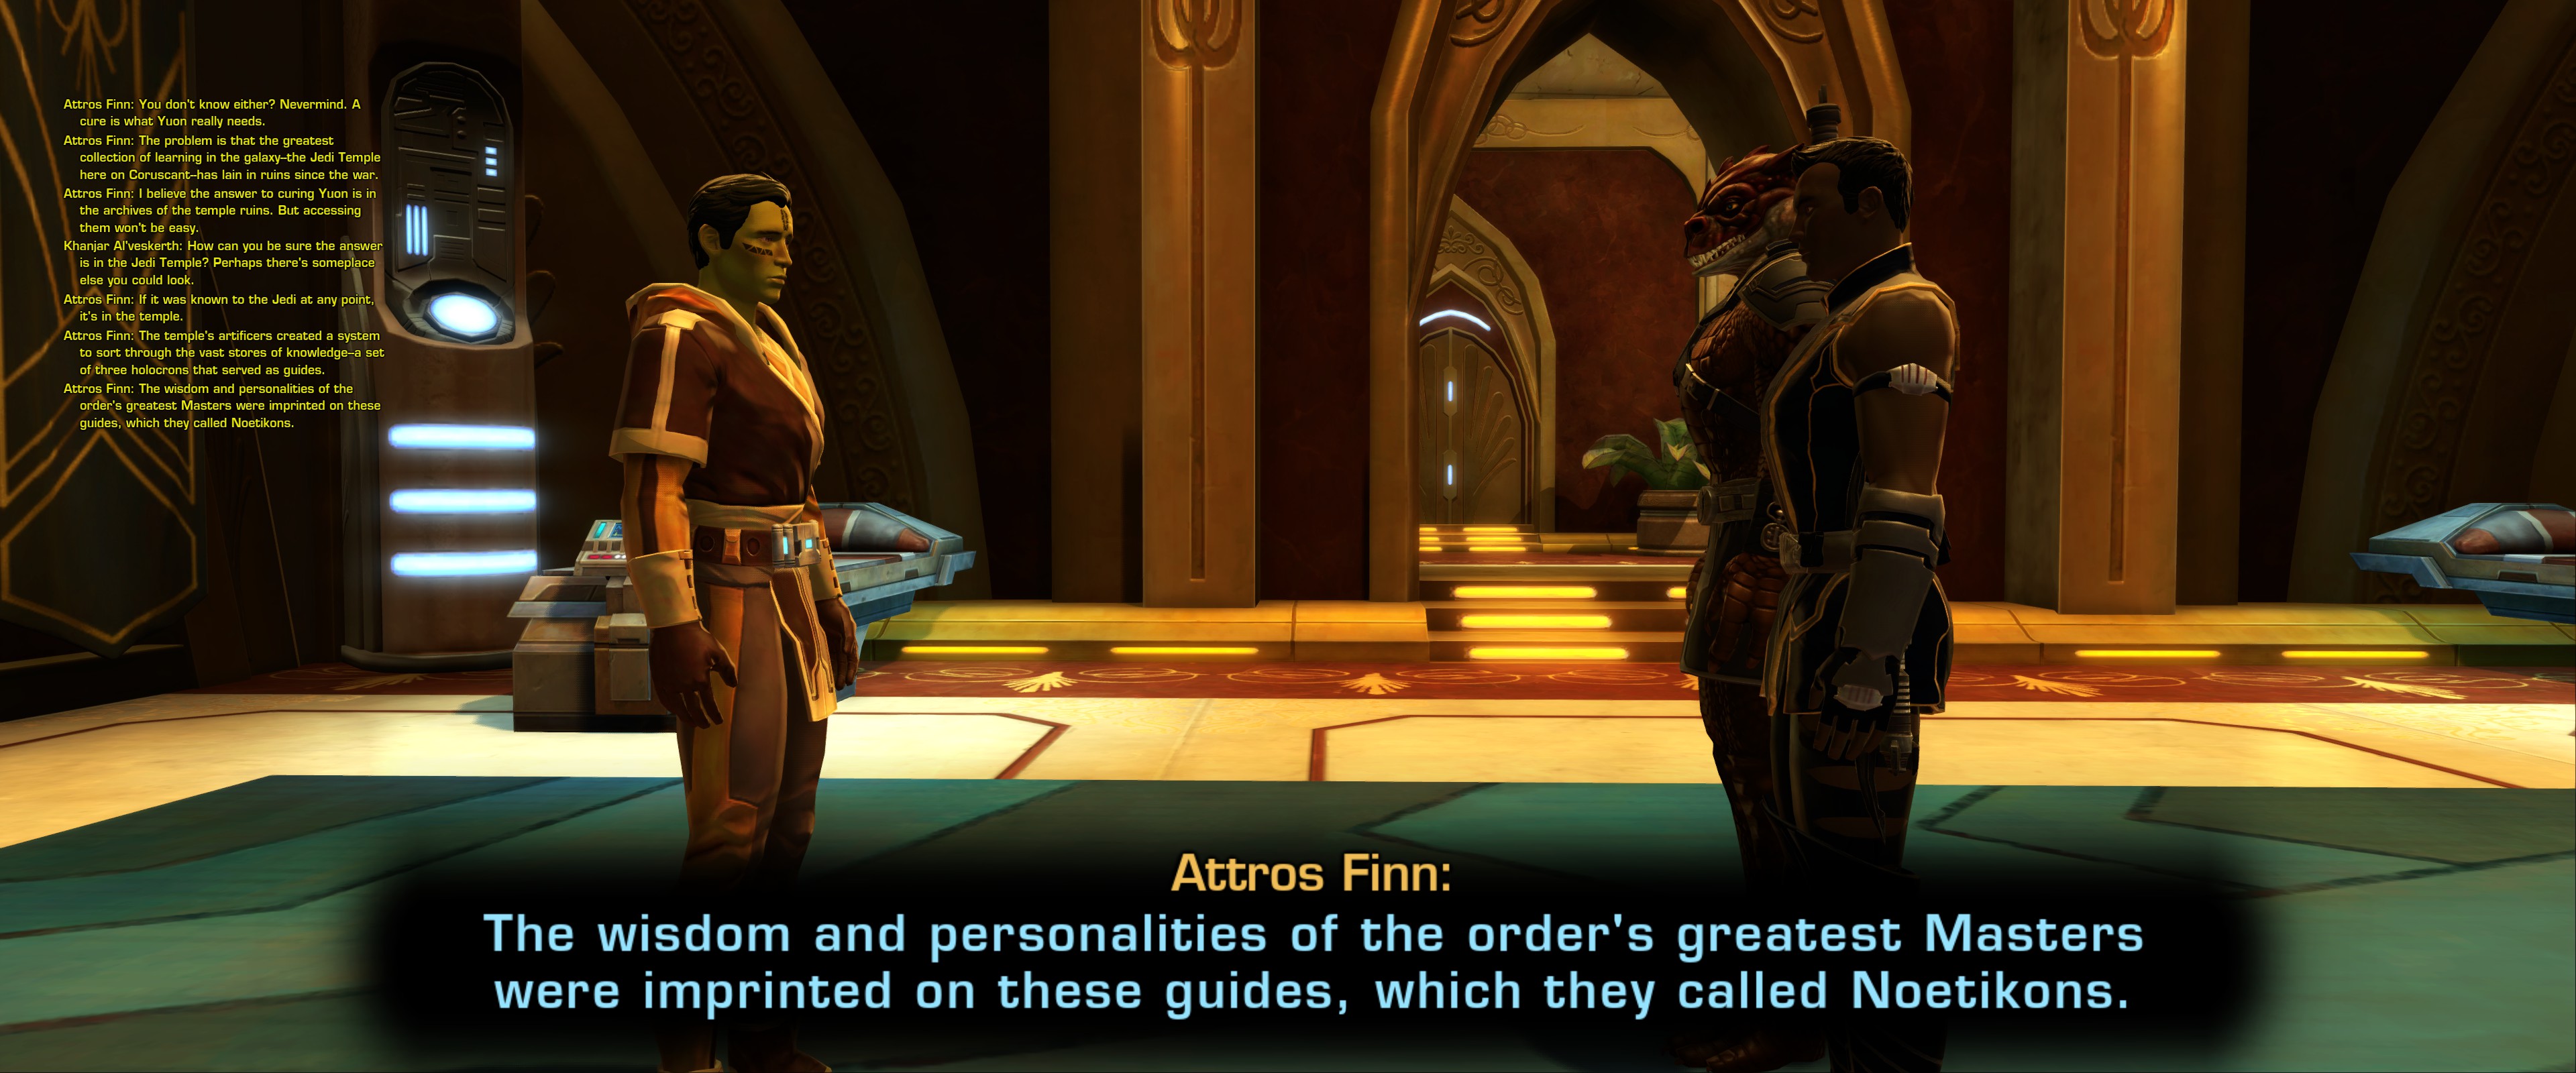 Attros Finn: You don't know either? Nevermind. A
cure is what Yuon really needs.
Attros Finn: The problem is that the greatest
collection of learning in the galaxy–the Jedi Temple
here on Coruscant–has lain in ruins since the war.
Attros Finn: I believe the answer to curing Yuon is in
the archives of the temple ruins. But accessing
them won't be easy.
Khanjar Al'veskerth: How can you be sure the answer
is in the Jedi Temple? Perhaps there's someplace
else you could look.
Attros Finn: If it was known to the Jedi at any point,
it's in the temple.
Attros Finn: The temple's artificers created a system
to sort through the vast stores of knowledge–a set
of three holocrons that served as guides.
Attros Finn: The wisdom and personalities of the
order's greatest Masters were imprinted on these
guides, which they called Noetikons.
Attros Finn:
The wisdom and personalities of the order's greatest Masters
were imprinted on these guides, which they called Noetikons.